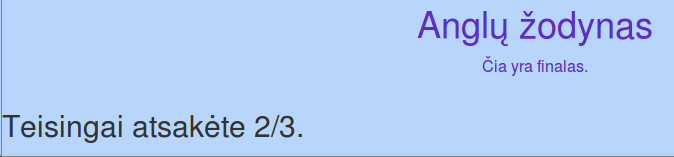 Anglų žodynas
Čia yra finalas.
Teisingai atsakėte 2/3.